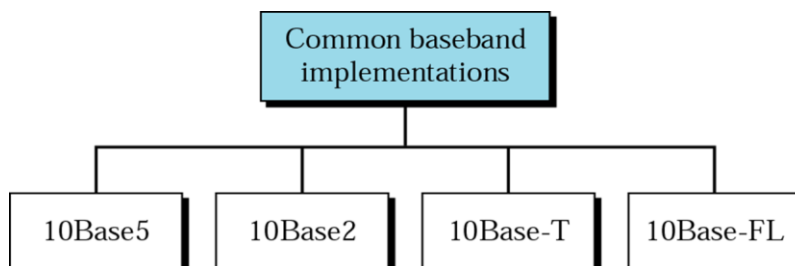 Common baseband
implementations
10Base5
10Base2
10Base-T
10Base-FL